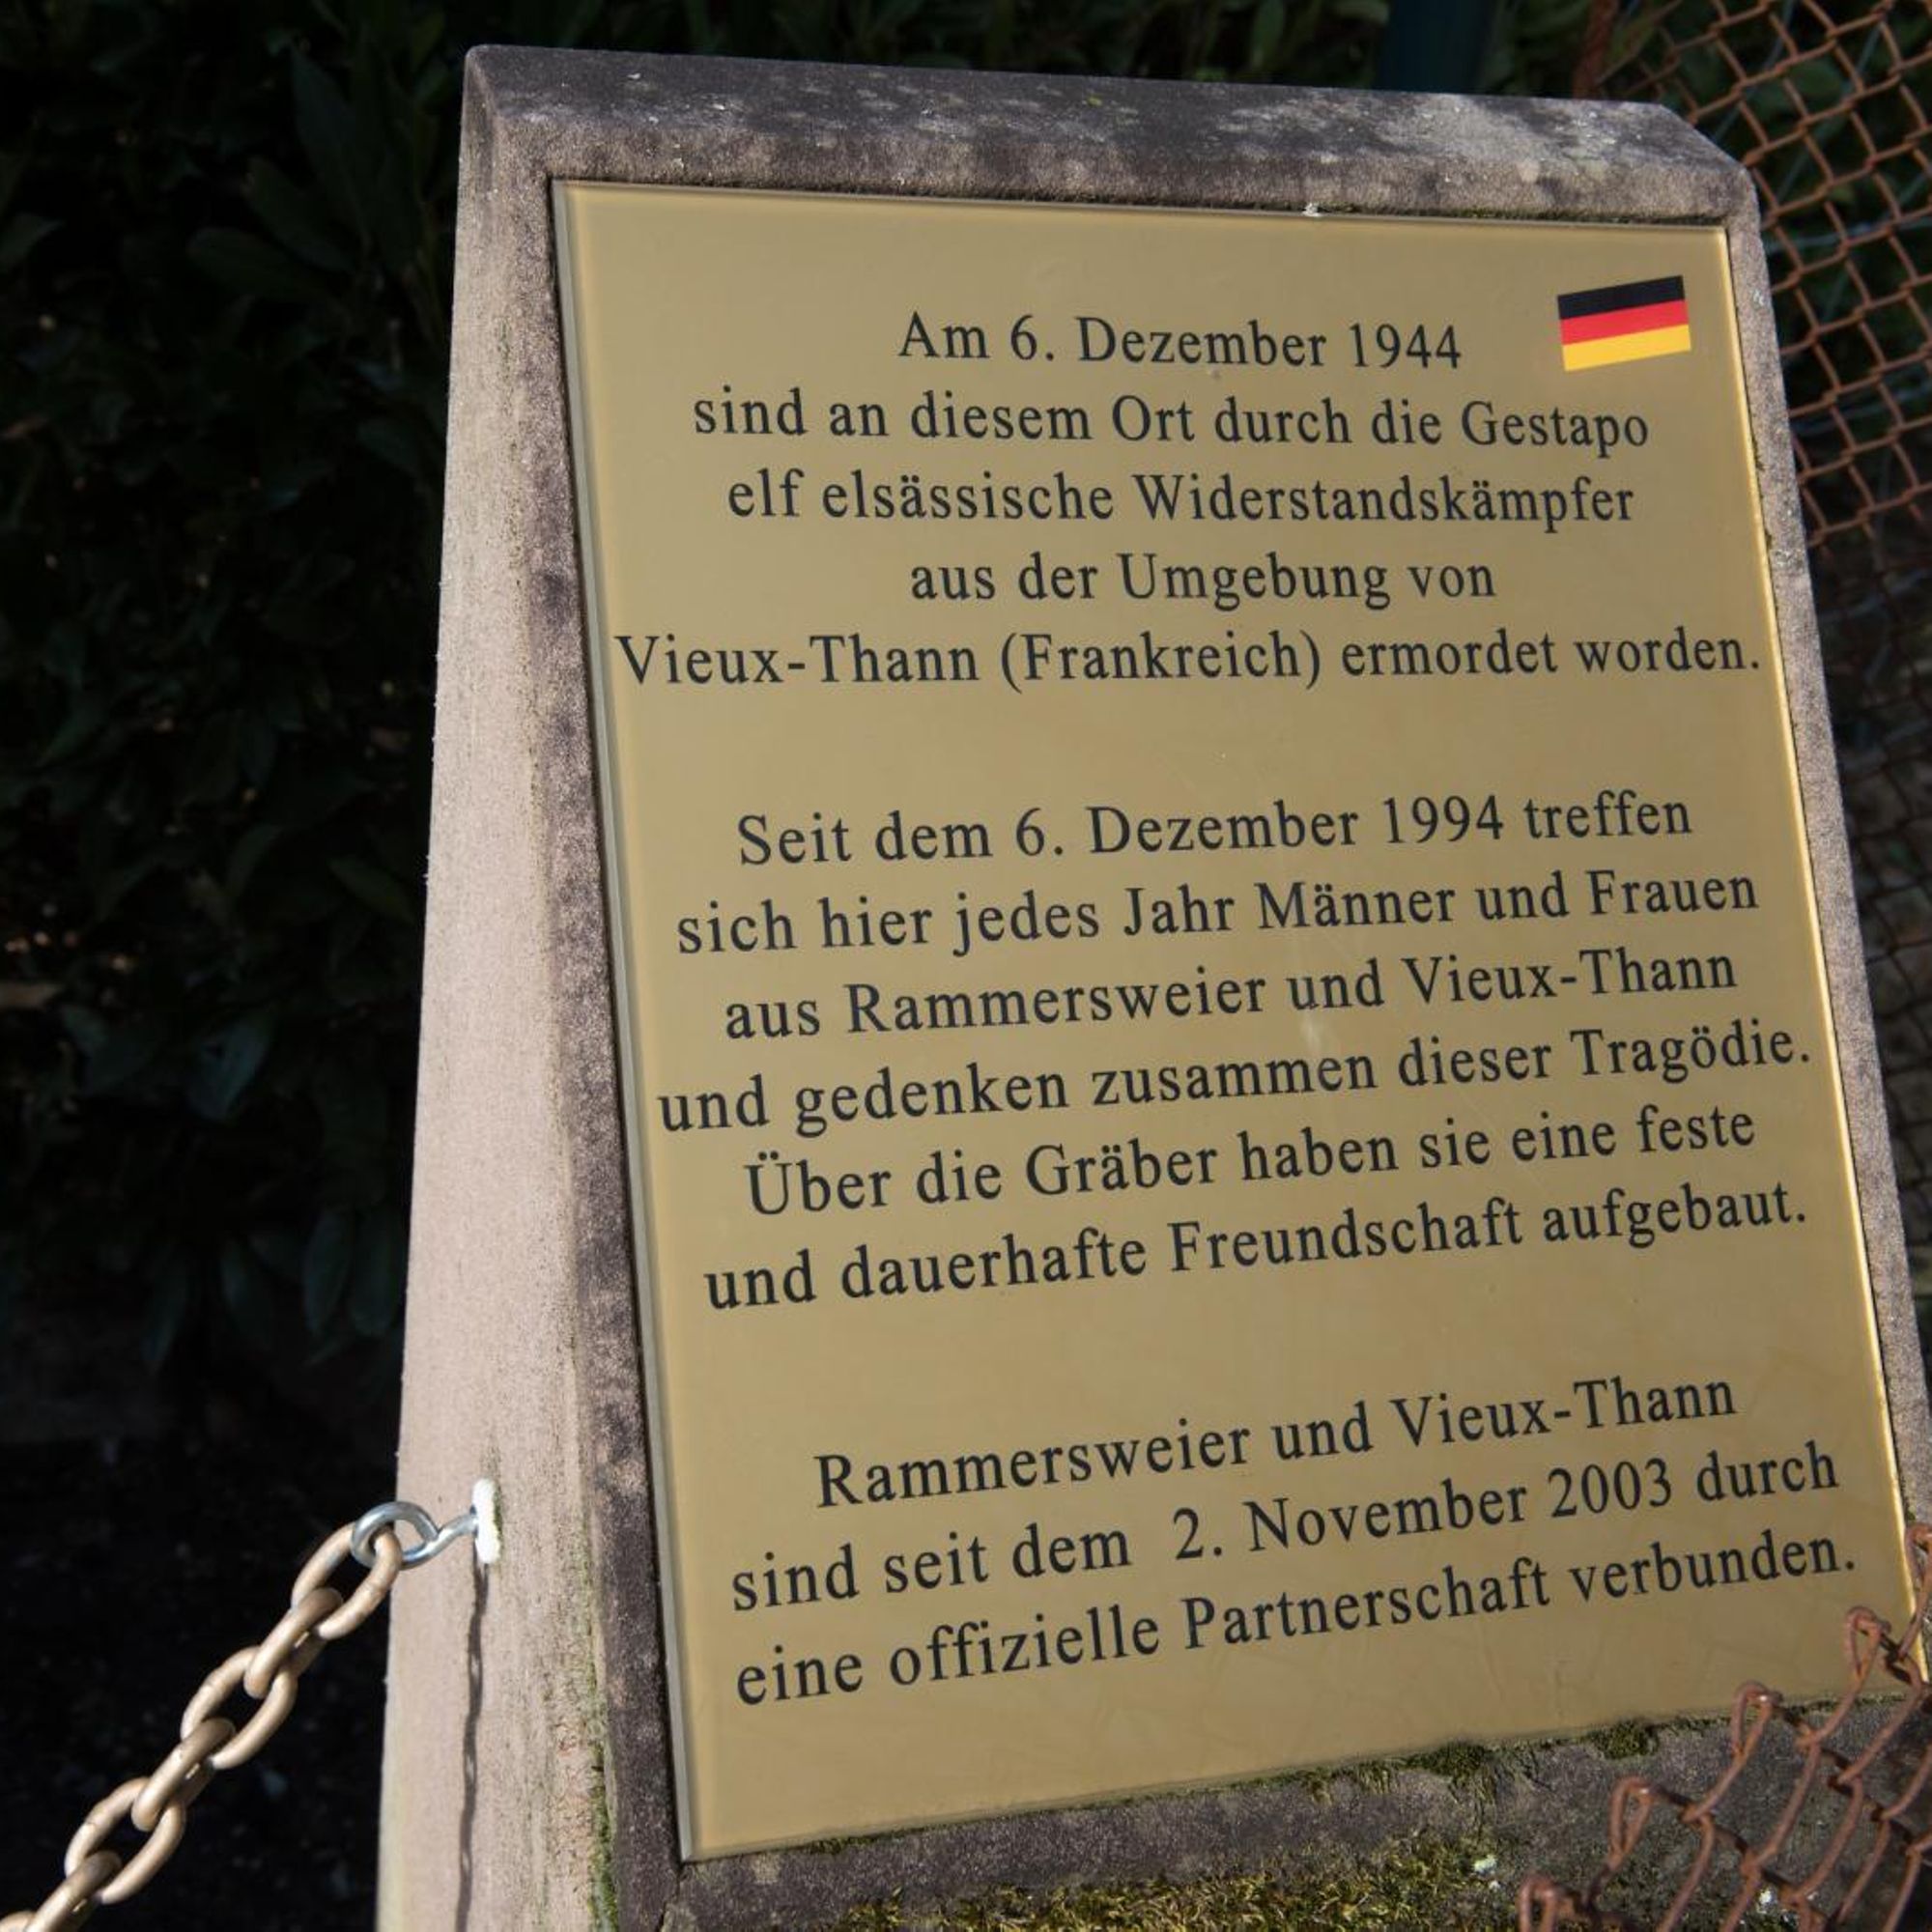 Am 6. Dezember 1944
sind an diesem Ort durch die Gestapo
elf elsässische Widerstandskämpfer
aus der Umgebung von
Vieux-Thann (Frankreich) ermordet worden.
Seit dem 6. Dezember 1994 treffen
sich hier jedes Jahr Männer und Frauen
aus Rammersweier und Vieux-Thann
und gedenken zusammen dieser Tragödie.
Über die Gräber haben sie eine feste
und dauerhafte Freundschaft aufgebaut.
Rammersweier und Vieux-Thann
sind seit dem 2. November 2003 durch
eine offizielle Partnerschaft verbunden.